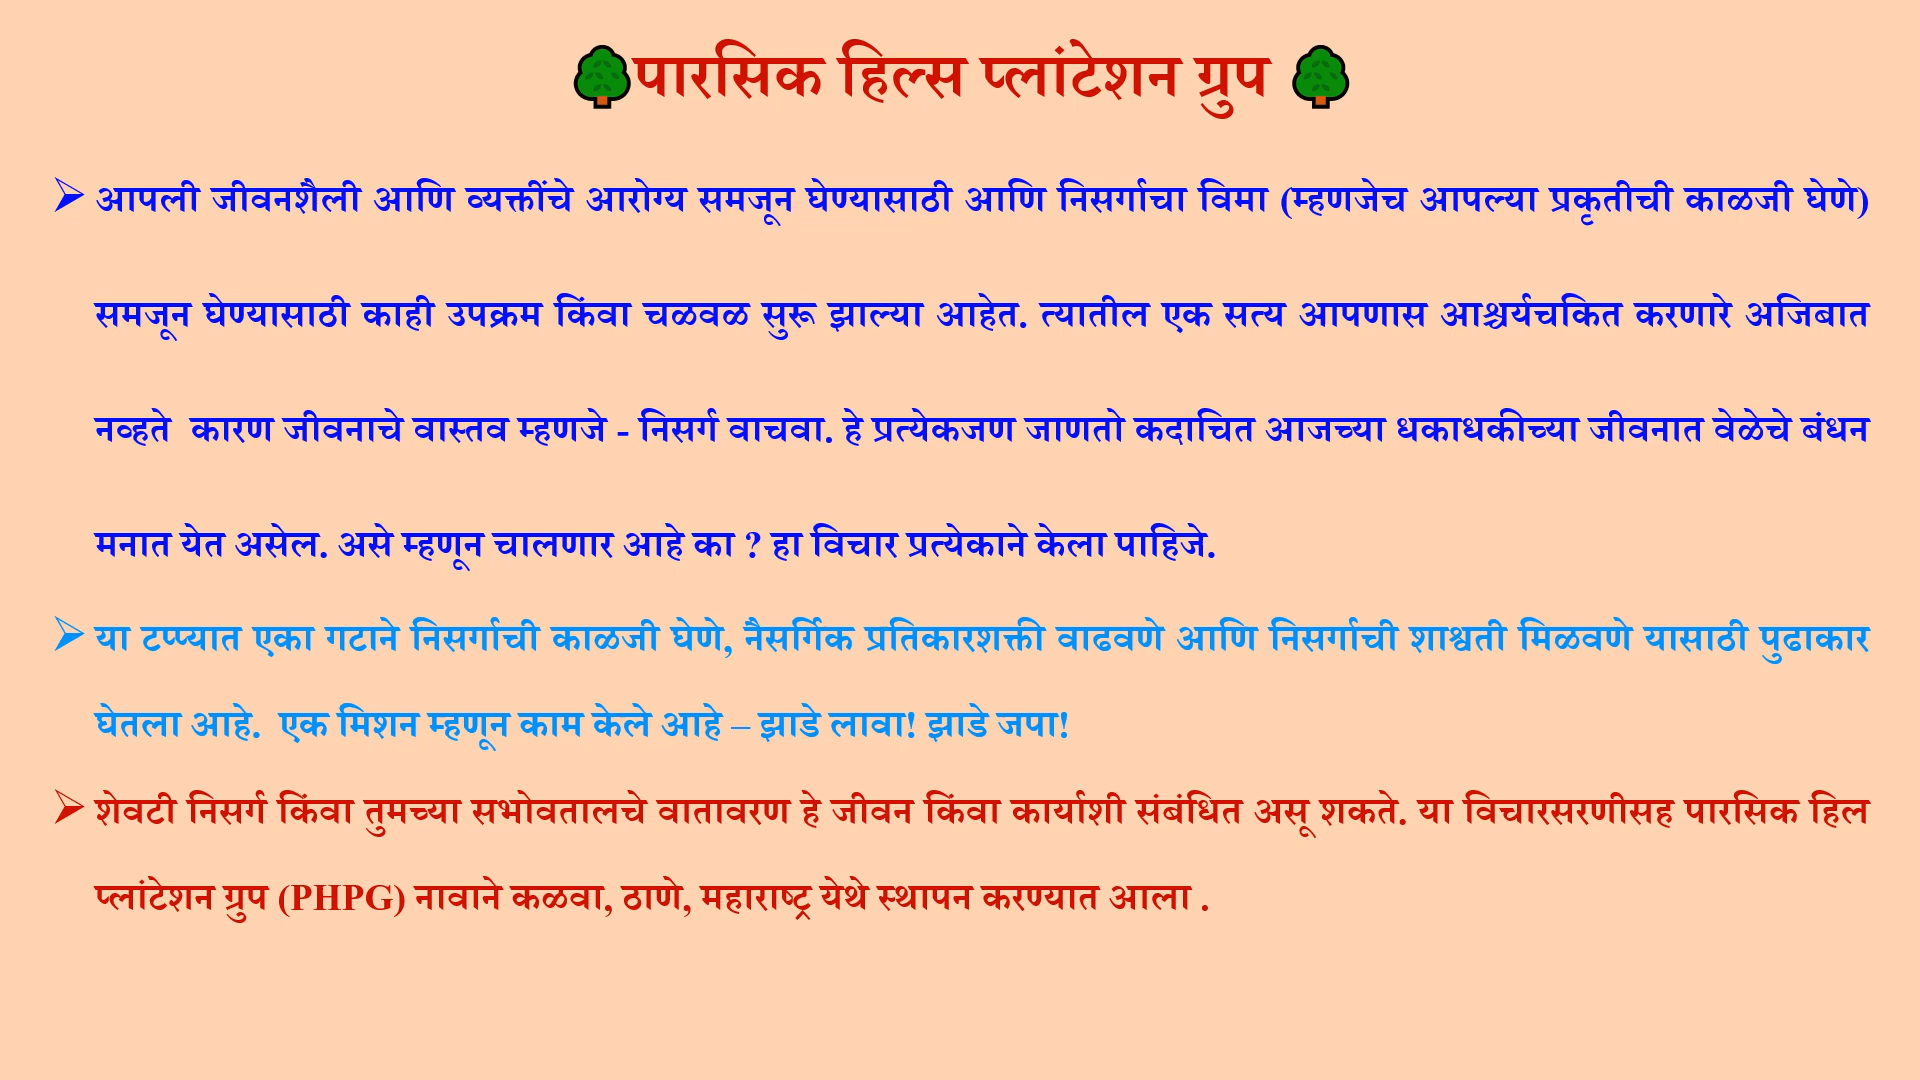 पारसिक हिल्स प्लांटेशन ग्रुप
आपली जीवनशैली आणि व्यक्तींचे आरोग्य समजून घेण्यासाठी आणि निसर्गाचा विमा (म्हणजेच आपल्या प्रकृतीची काळजी घेणे)
समजून घेण्यासाठी काही उपक्रम किंवा चळवळ सुरू झाल्या आहेत. त्यातील एक सत्य आपणास आश्चर्यचकित करणारे अजिबात
नव्हते कारण जीवनाचे वास्तव म्हणजे - निसर्ग वाचवा. हे प्रत्येकजण जाणतो कदाचित आजच्या धकाधकीच्या जीवनात वेळेचे बंधन
मनात येत असेल. असे म्हणून चालणार आहे का ? हा विचार प्रत्येकाने केला पाहिजे.
या टप्प्यात एका गटाने निसर्गाची काळजी घेणे, नैसर्गिक प्रतिकारशक्ती वाढवणे आणि निसर्गाची शाश्वती मिळवणे यासाठी पुढाकार
घेतला आहे. एक मिशन म्हणून काम केले आहे – झाडे लावा! झाडे जपा!
शेवटी निसर्ग किंवा तुमच्या सभोवतालचे वातावरण हे जीवन किंवा कार्याशी संबंधित असू शकते. या विचारसरणीसह पारसिक हिल
प्लांटेशन ग्रुप (PHPG) नावाने कळवा, ठाणे, महाराष्ट्र येथे स्थापन करण्यात आला .